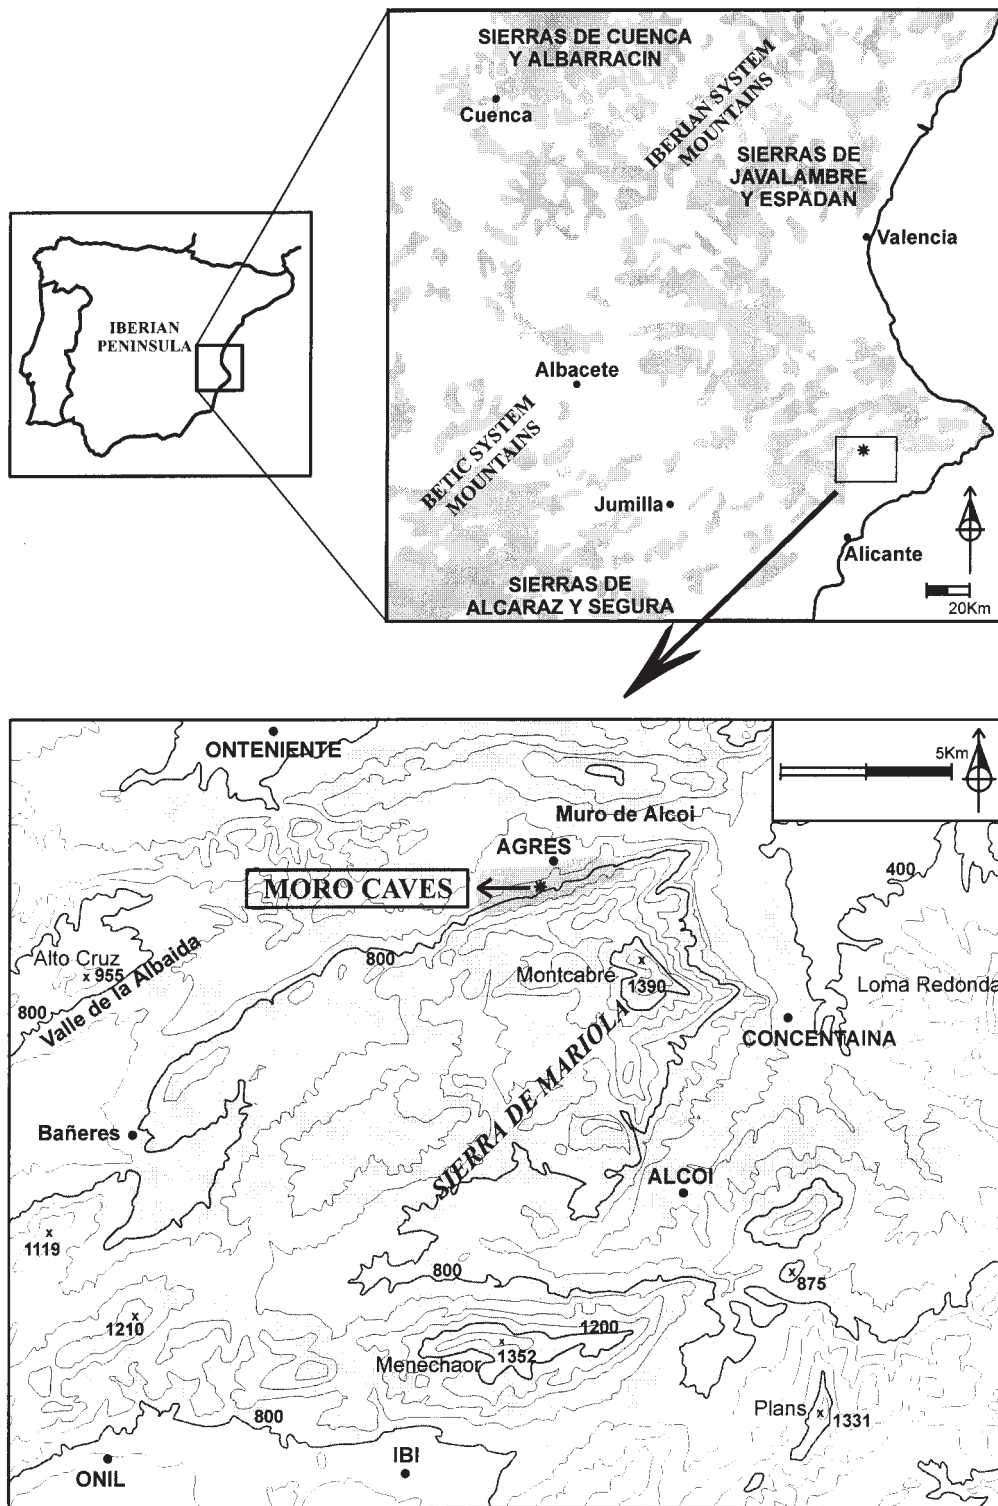 SIERRAS DE CUENCA
Y ALBARRACIN
IBERIAN SYSTEM
MOUNTAINS
Cuenca
SIERRAS DE
JAVALAMBRE
Y ESPADAN
Valencia
IBERIAN
PENINSULA
Albacete
BETIC SYSTEM
MOUNTAINS
Jumilla
Alicante
SIERRAS DE
ALCARAZ Y SEGURA
20Km
ONTENIENTE
5Km
Muro de Alcoi
AGRES
MORO CAVES
400
Alto Cruz
x 955
800
Valle de la Albaida
800
Montcabrè
x
1390
Loma Redonda
CONCENTAINA
SIERRA DE MARIOLA
Bañeres
ALCOI
x
1119
800
x
875
x
1210
1200
x
1352
Menechaor
Plans
x
1331
800
ONIL
IBI